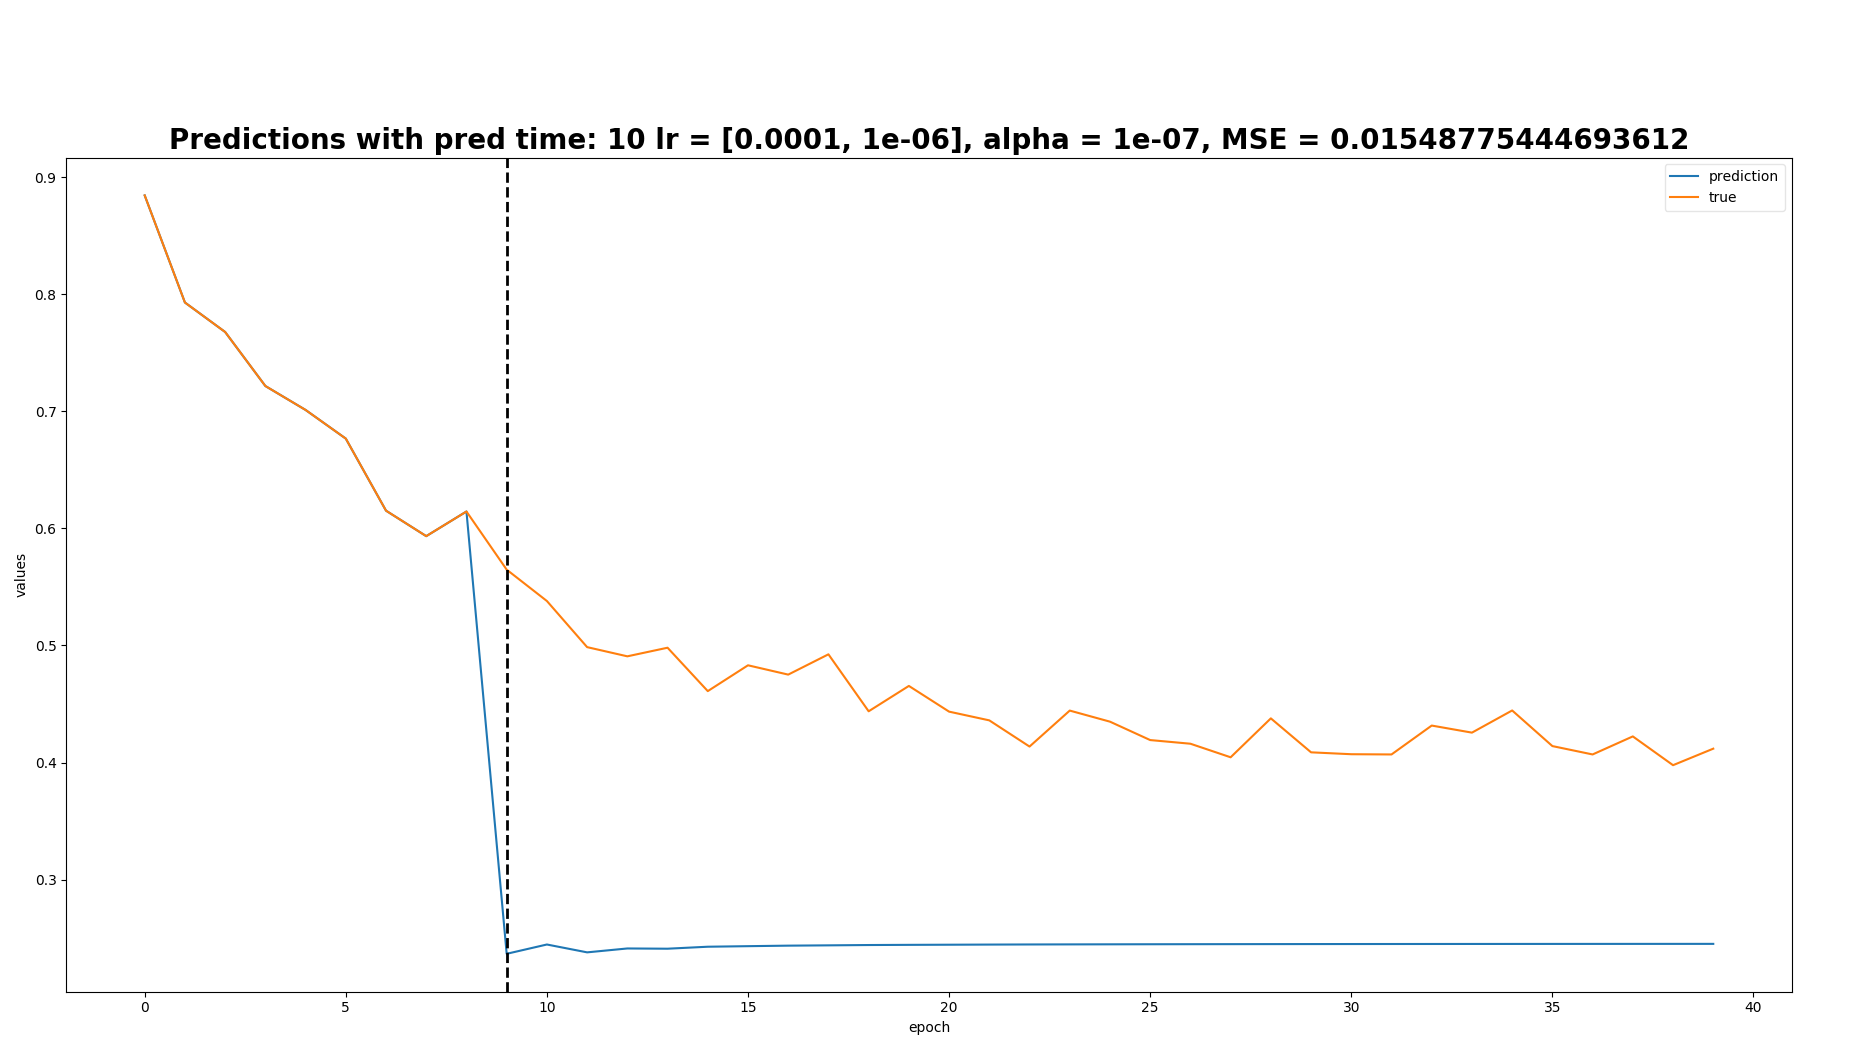 Predictions with pred time: 10 lr = [0.0001, 1e-06], alpha = 1e-07, MSE = 0.01548775444693612
prediction
true
0.9
0.8
0.7
0.6
0.5
0.4
0.3
values
0 5 10 15 20 25 30 35 40
epoch